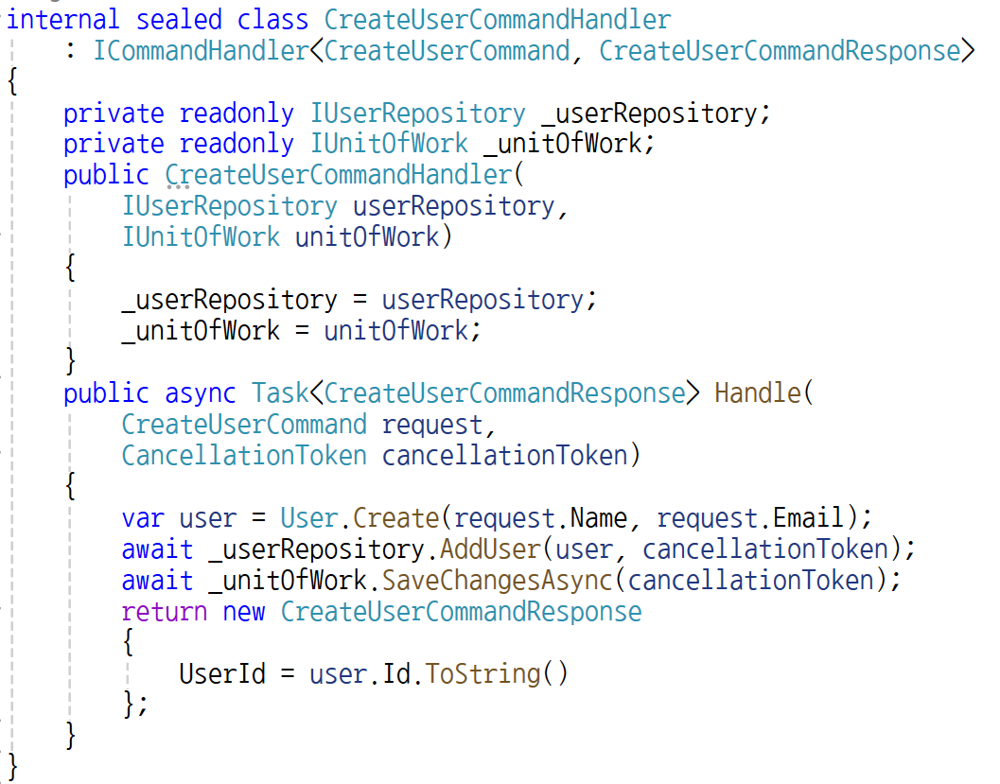 internal sealed class CreateUserCommandHandler
    : ICommandHandler<CreateUserCommand, CreateUserCommandResponse>
{
    private readonly IUserRepository _userRepository;
    private readonly IUnitOfWork _unitOfWork;
    public CreateUserCommandHandler(
        IUserRepository userRepository,
        IUnitOfWork unitOfWork)
    {
        _userRepository = userRepository;
        _unitOfWork = unitOfWork;
    }
    public async Task<CreateUserCommandResponse> Handle(
        CreateUserCommand request,
        CancellationToken cancellationToken)
    {
        var user = User.Create(request.Name, request.Email);
        await _userRepository.AddUser(user, cancellationToken);
        await _unitOfWork.SaveChangesAsync(cancellationToken);
        return new CreateUserCommandResponse
        {
            UserId = user.Id.ToString()
        };
    }
}